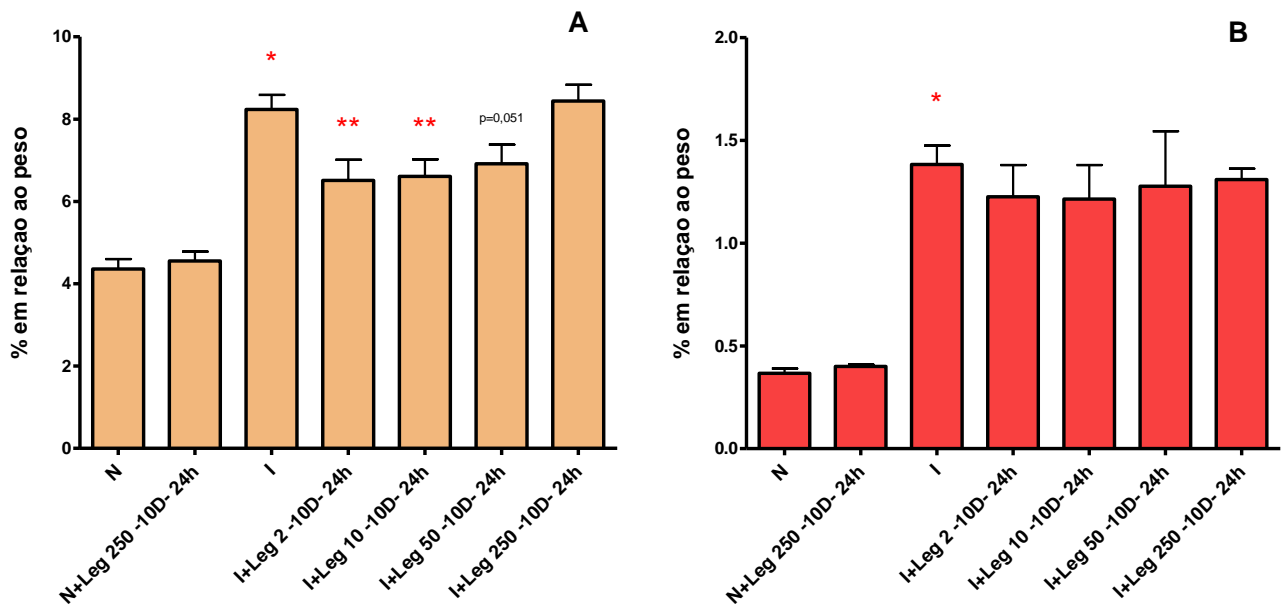 A
% em relaçao ao peso
10
8
6
4
2
0
*
**
**
p=0,051
N
N+Leg 250 -10D- 24h
I
I+Leg 2 -10D- 24h
I+Leg 10 -10D- 24h
I+Leg 50 -10D- 24h
I+Leg 250 -10D- 24h
B
% em relaçao ao peso
2.0
1.5
1.0
0.5
0.0
*
N
N+Leg 250 -10D- 24h
I
I+Leg 2 -10D- 24h
I+Leg 10 -10D- 24h
I+Leg 50 -10D- 24h
I+Leg 250 -10D- 24h